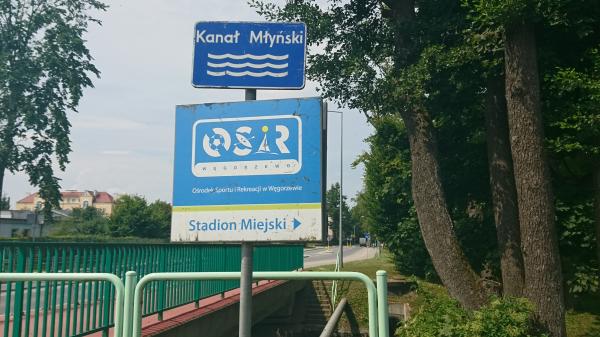 Kanał Młyński
OSiR
WĘGORZEWO
Ośrodek Sportu i Rekreacji w Węgorzewie
Stadion Miejski